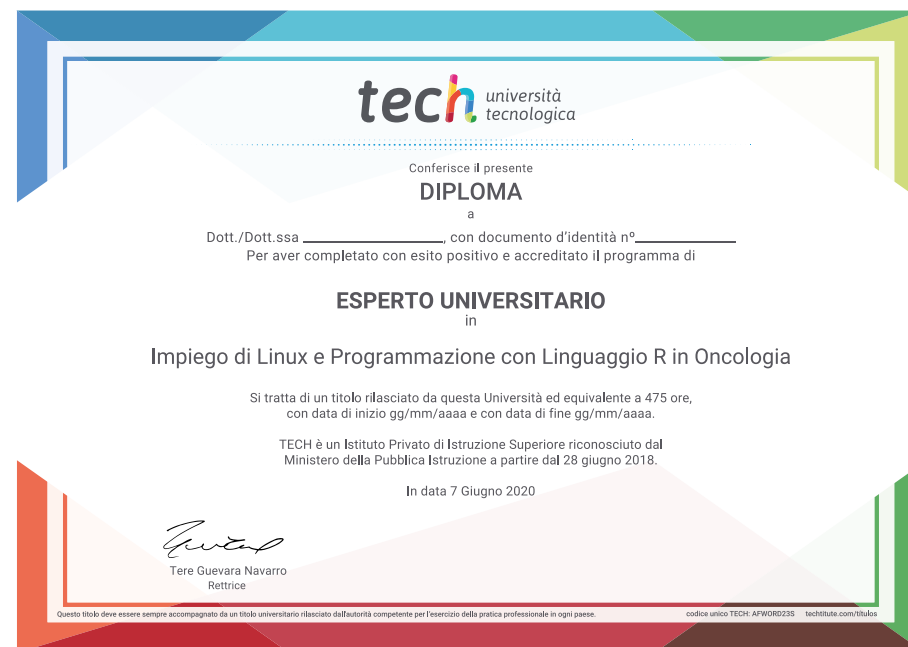 tech università
tecnologica
Conferisce il presente
DIPLOMA
a
Dott./Dott.ssa ____________________, con documento d'identità nº______________
Per aver completato con esito positivo e accreditato il programma di
ESPERTO UNIVERSITARIO
in
Impiego di Linux e Programmazione con Linguaggio R in Oncologia
Si tratta di un titolo rilasciato da questa Università ed equivalente a 475 ore,
con data di inizio gg/mm/aaaa e con data di fine gg/mm/aaaa.
TECH è un Istituto Privato di Istruzione Superiore riconosciuto dal
Ministero della Pubblica Istruzione a partire dal 28 giugno 2018.
In data 7 Giugno 2020
Tere Guevara Navarro
Rettrice
Questo titolo deve essere sempre accompagnato da un titolo universitario rilasciato dall'autorità competente per l'esercizio della pratica professionale in ogni paese. codice unico TECH: AFWORD23S techtitute.com/titulos